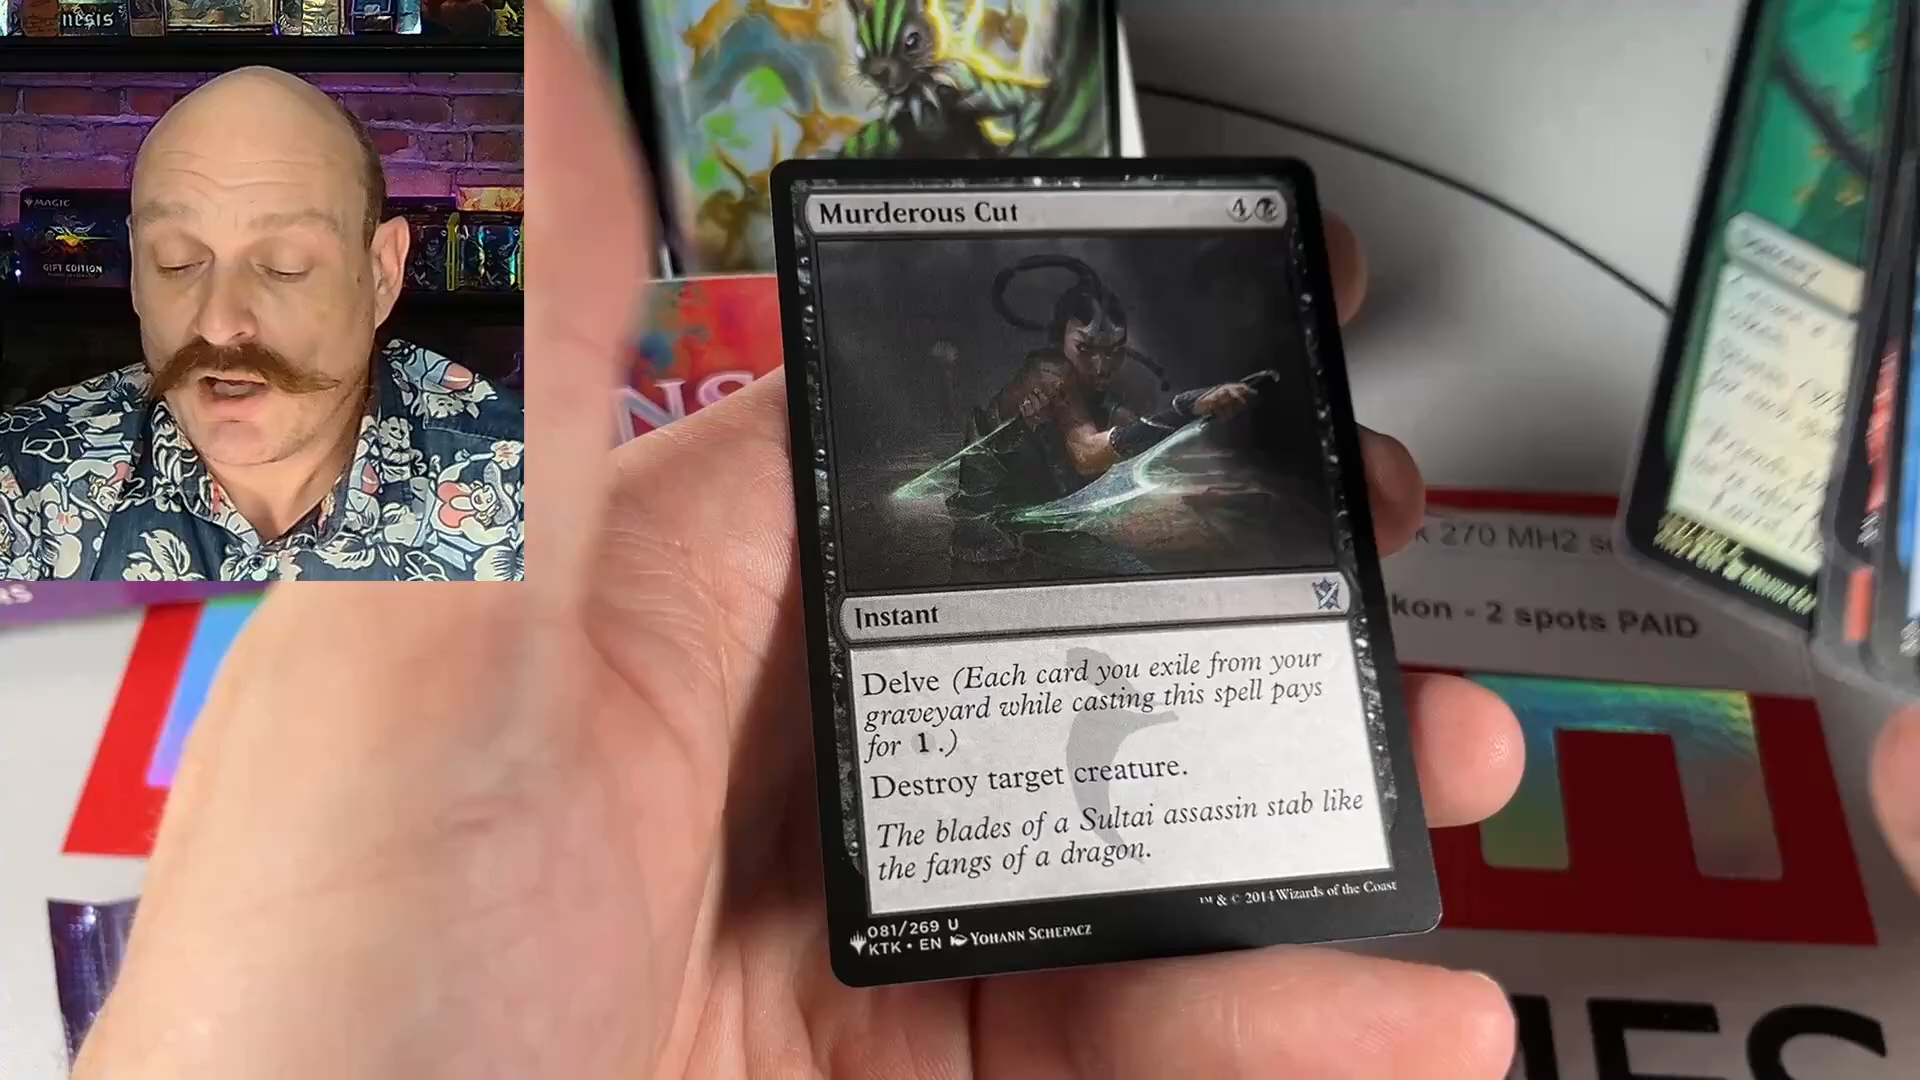 MAGIC
GIFT EDITION
Murderous Cut
4
Instant
Delve (Each card you exile from your
graveyard while casting this spell pays
for 1.)
Destroy target creature.
The blades of a Sultai assassin stab like
the fangs of a dragon.
™ & © 2014 Wizards of the Coast
081/269 U
KTK • EN YOHANN SCHEPACZ
270 MH2
kon - 2 spots PAID